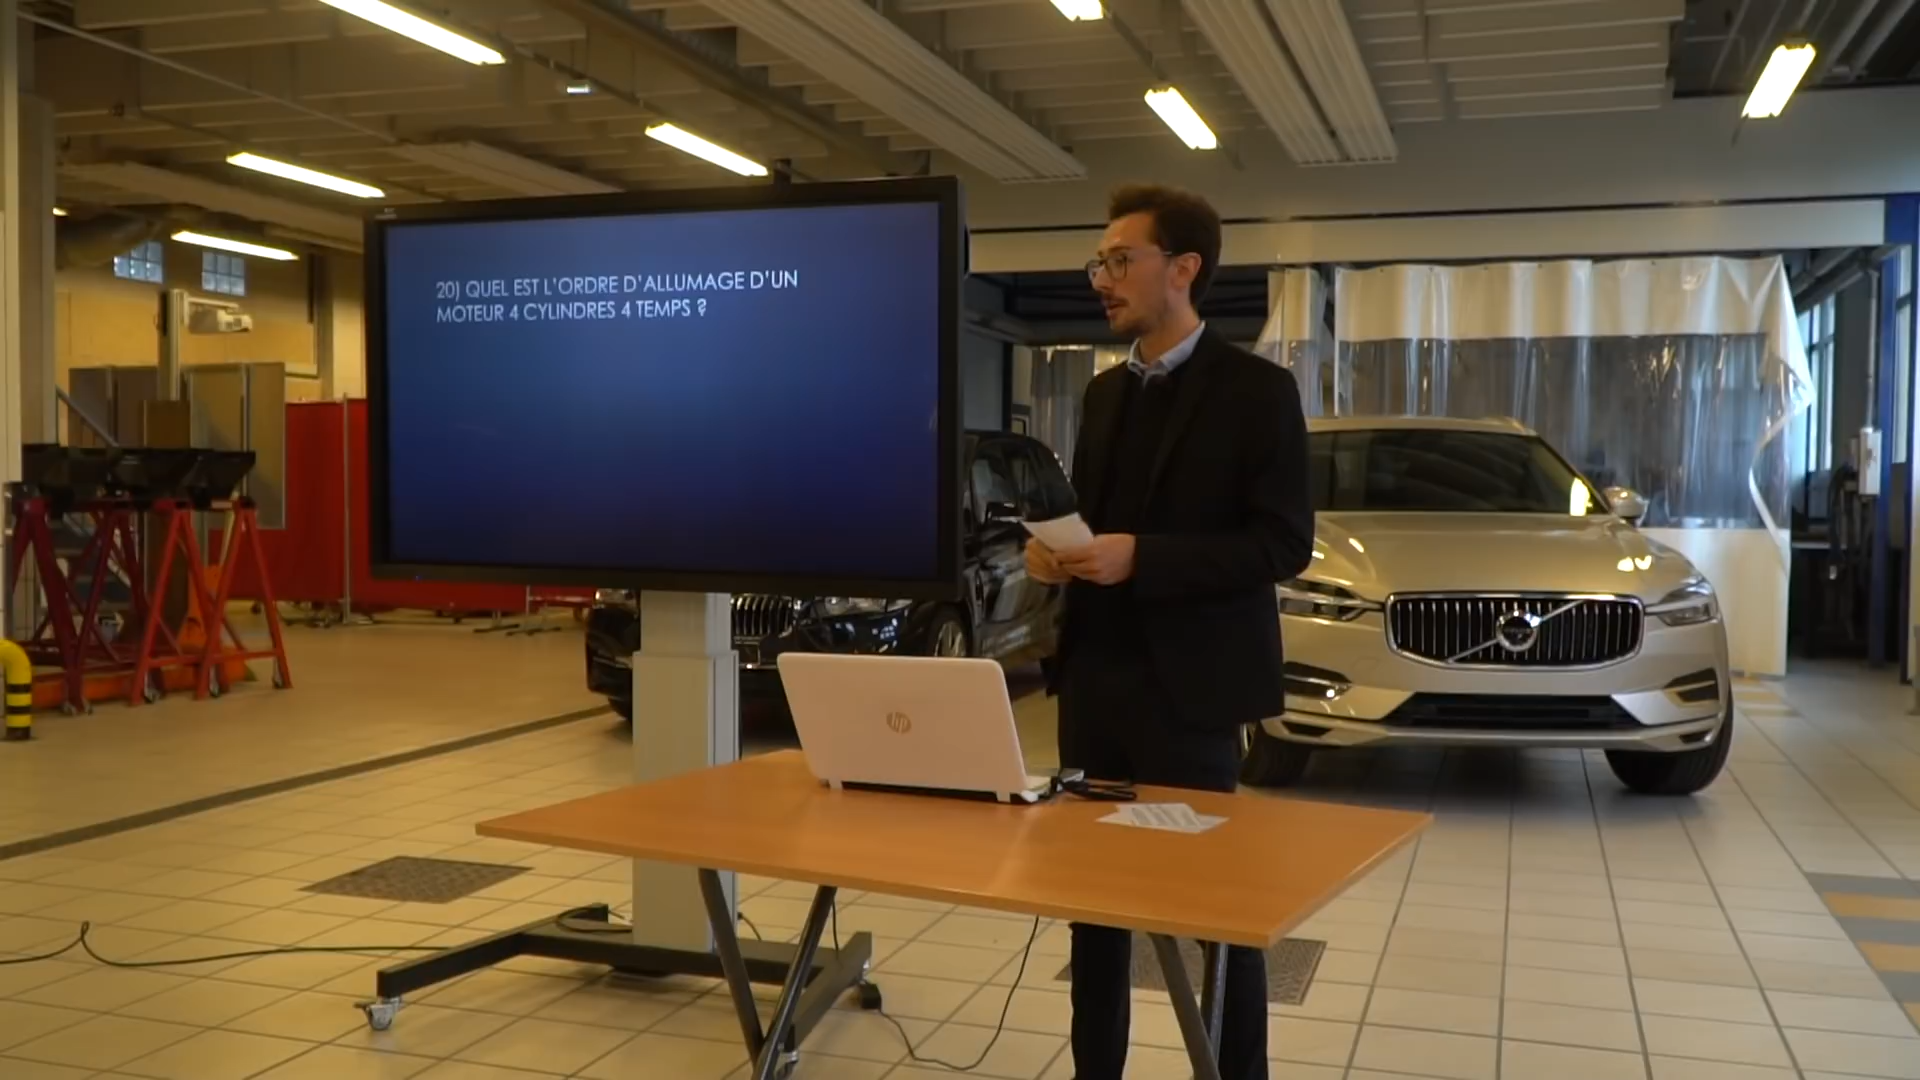 20) QUEL EST L'ORDRE D'ALLUMAGE D'UN
MOTEUR 4 CYLINDRES 4 TEMPS ?
hp